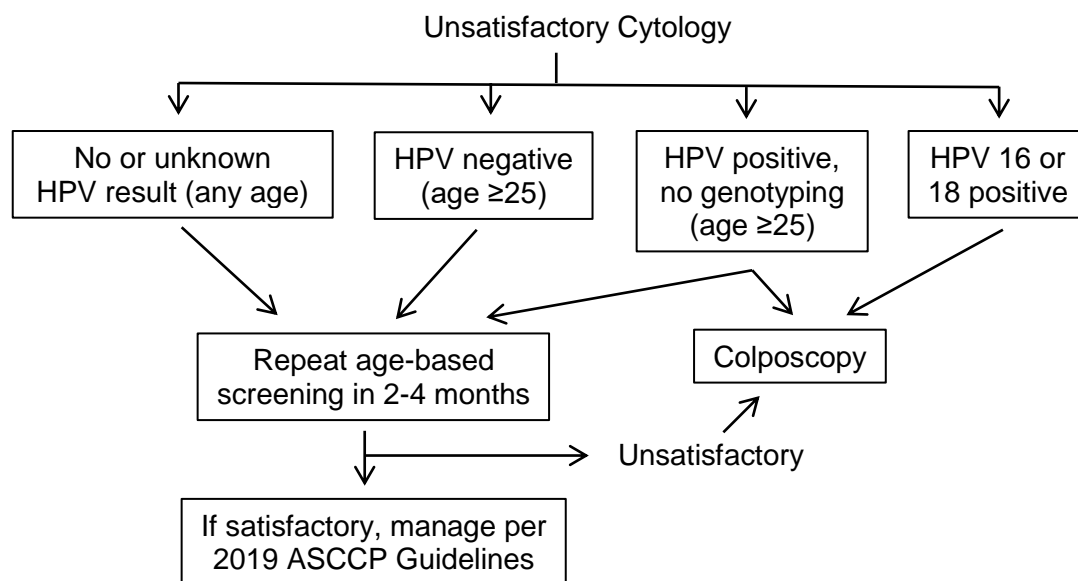 Unsatisfactory Cytology
No or unknown
HPV result (any age)
HPV negative
(age ≥25)
HPV positive,
no genotyping
(age ≥25)
HPV 16 or
18 positive
Repeat age-based
screening in 2-4 months
Colposcopy
Unsatisfactory
If satisfactory, manage per
2019 ASCCP Guidelines